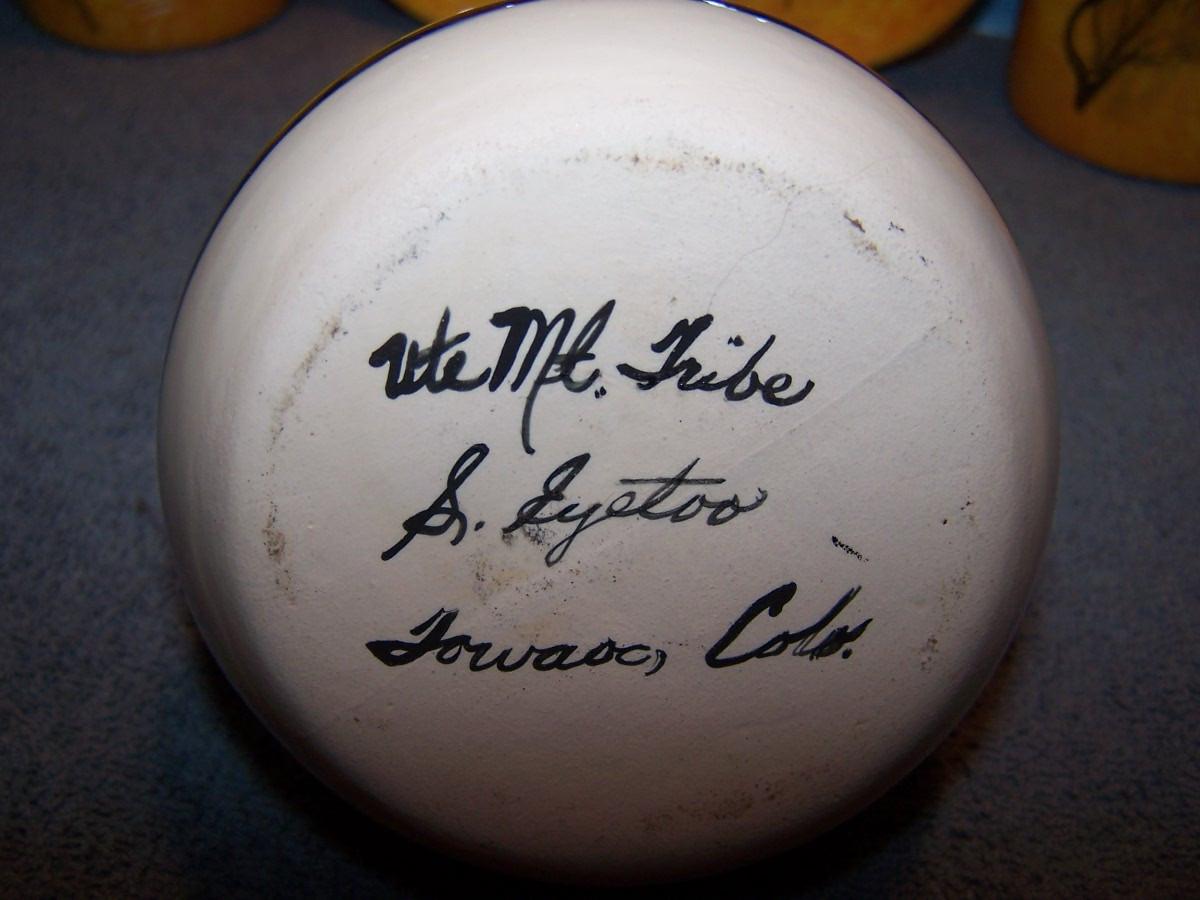 Ute Mt. Tribe
S. Eyetoo
Towaoc, Colo.